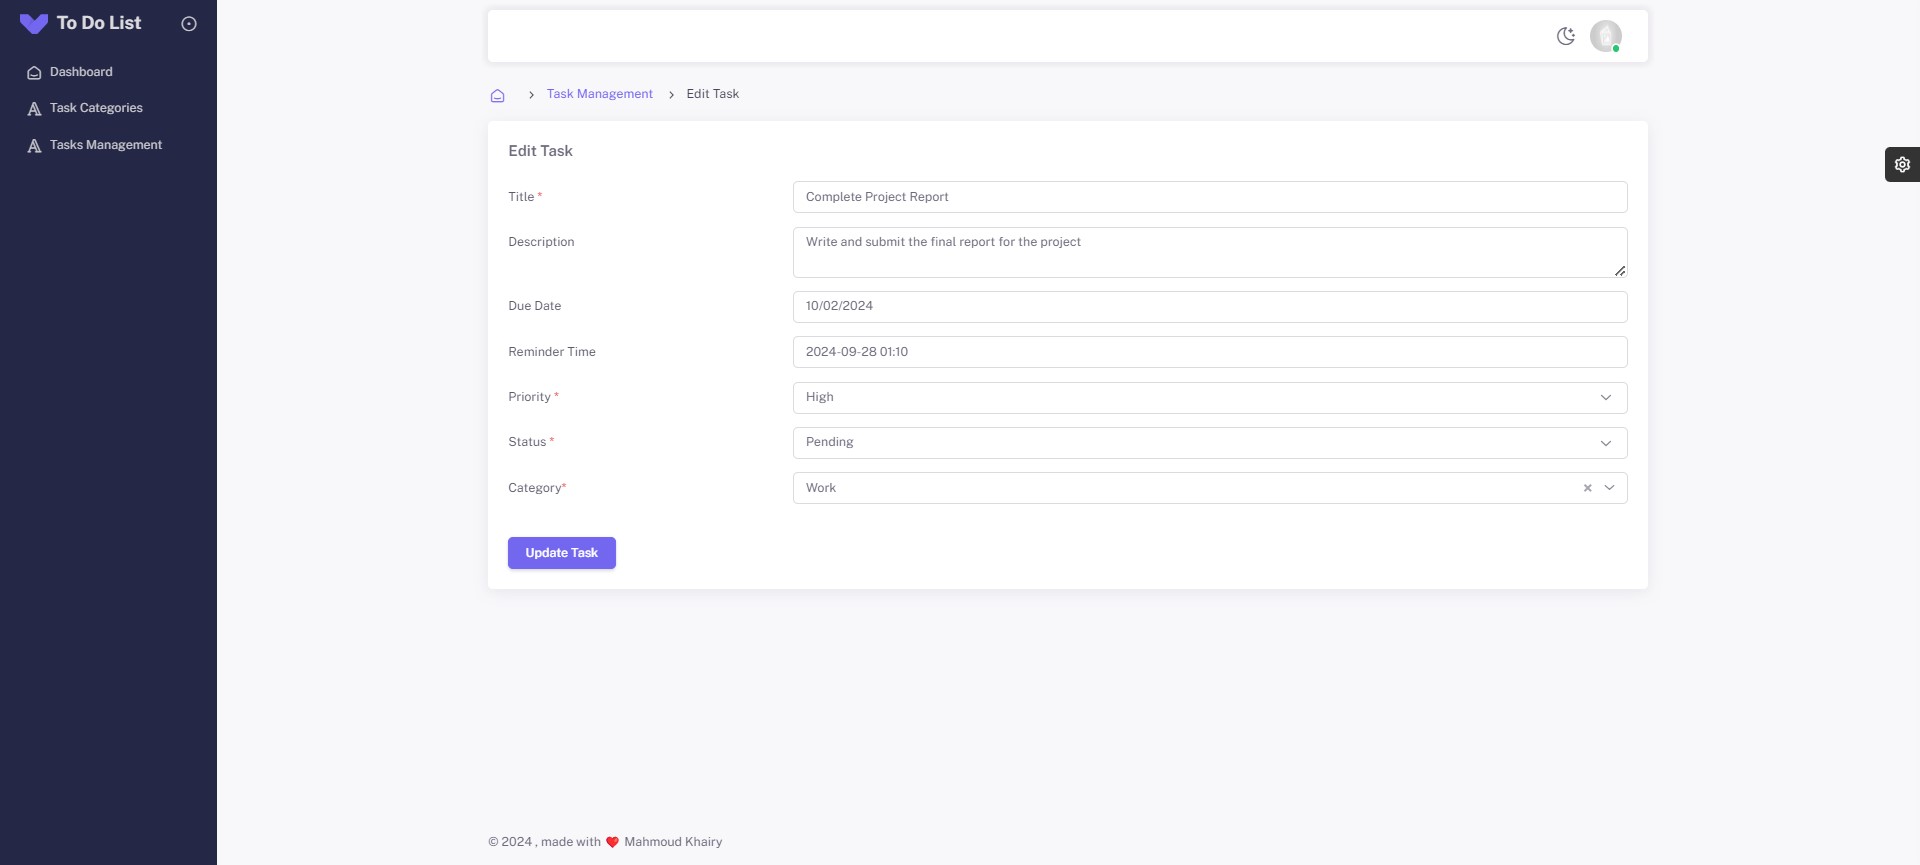 To Do List
Dashboard
Task Categories
Tasks Management
Task Management
Edit Task
Edit Task
Title *
Complete Project Report
Description
Write and submit the final report for the project
Due Date
10/02/2024
Reminder Time
2024-09-28 01:10
Priority *
High
Status *
Pending
Category*
Work
Update Task
© 2024 , made with ❤️ Mahmoud Khairy